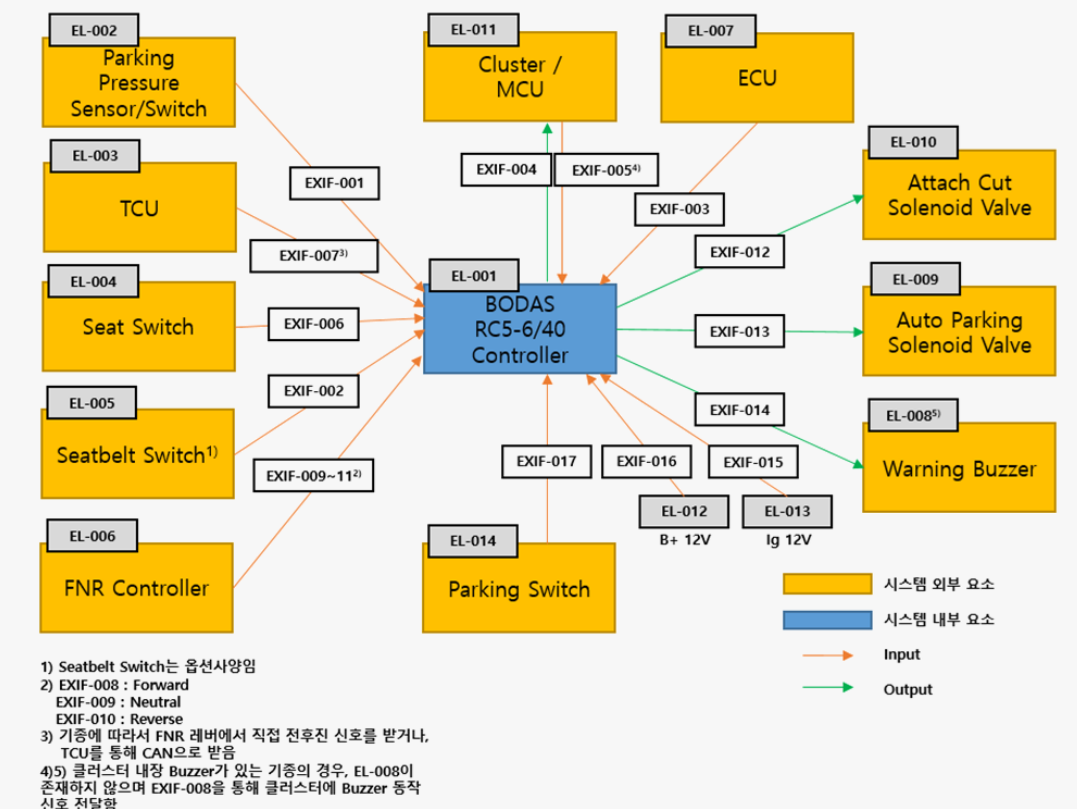 EL-002
Parking
Pressure
Sensor/Switch
EL-011
Cluster /
MCU
EL-007
ECU
EL-003
TCU
EXIF-001
EXIF-004
EXIF-005⁴⁾
EXIF-003
EL-010
Attach Cut
Solenoid Valve
EXIF-007³⁾
EXIF-012
EL-004
Seat Switch
EXIF-006
EL-001
BODAS
RC5-6/40
Controller
EXIF-013
EL-009
Auto Parking
Solenoid Valve
EL-005
Seatbelt Switch¹⁾
EXIF-002
EXIF-014
EL-008⁵⁾
Warning Buzzer
EXIF-009~11²⁾
EXIF-017
EXIF-016
EXIF-015
EL-012
B+ 12V
EL-013
Ig 12V
EL-006
FNR Controller
EL-014
Parking Switch
시스템 외부 요소
시스템 내부 요소
Input
Output
1) Seatbelt Switch는 옵션사양임
2) EXIF-008 : Forward
EXIF-009 : Neutral
EXIF-010 : Reverse
3) 기종에 따라서 FNR 레버에서 직접 전후진 신호를 받거나,
TCU를 통해 CAN으로 받음
4)5) 클러스터 내장 Buzzer가 있는 기종의 경우, EL-008이
존재하지 않으며 EXIF-008을 통해 클러스터에 Buzzer 동작
신호 전달함